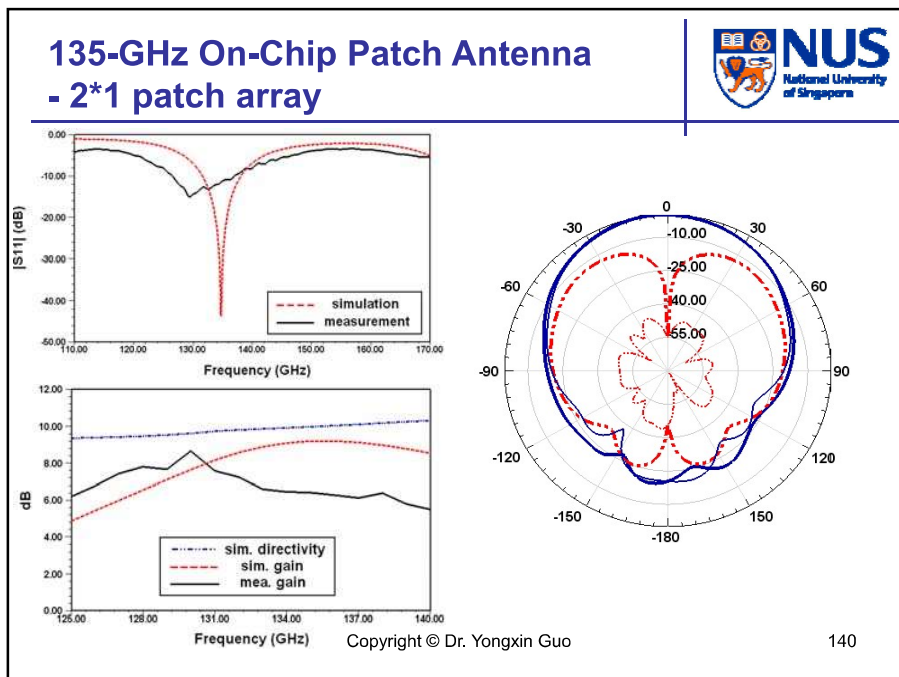 135-GHz On-Chip Patch Antenna
- 2*1 patch array
NUS
National University
of Singapore
0.00
-10.00
-20.00
-30.00
-40.00
-50.00
|S11| (dB)
simulation
measurement
110.00 120.00 130.00 140.00 150.00 160.00 170.00
Frequency (GHz)
12.00
10.00
8.00
6.00
4.00
2.00
0.00
dB
sim. directivity
sim. gain
mea. gain
125.00 128.00 131.00 134.00 137.00 140.00
Frequency (GHz)
0
-30 30
-60 60
-90 90
-120 120
-150 150
-180
-10.00
-25.00
-40.00
-55.00
Copyright © Dr. Yongxin Guo
140